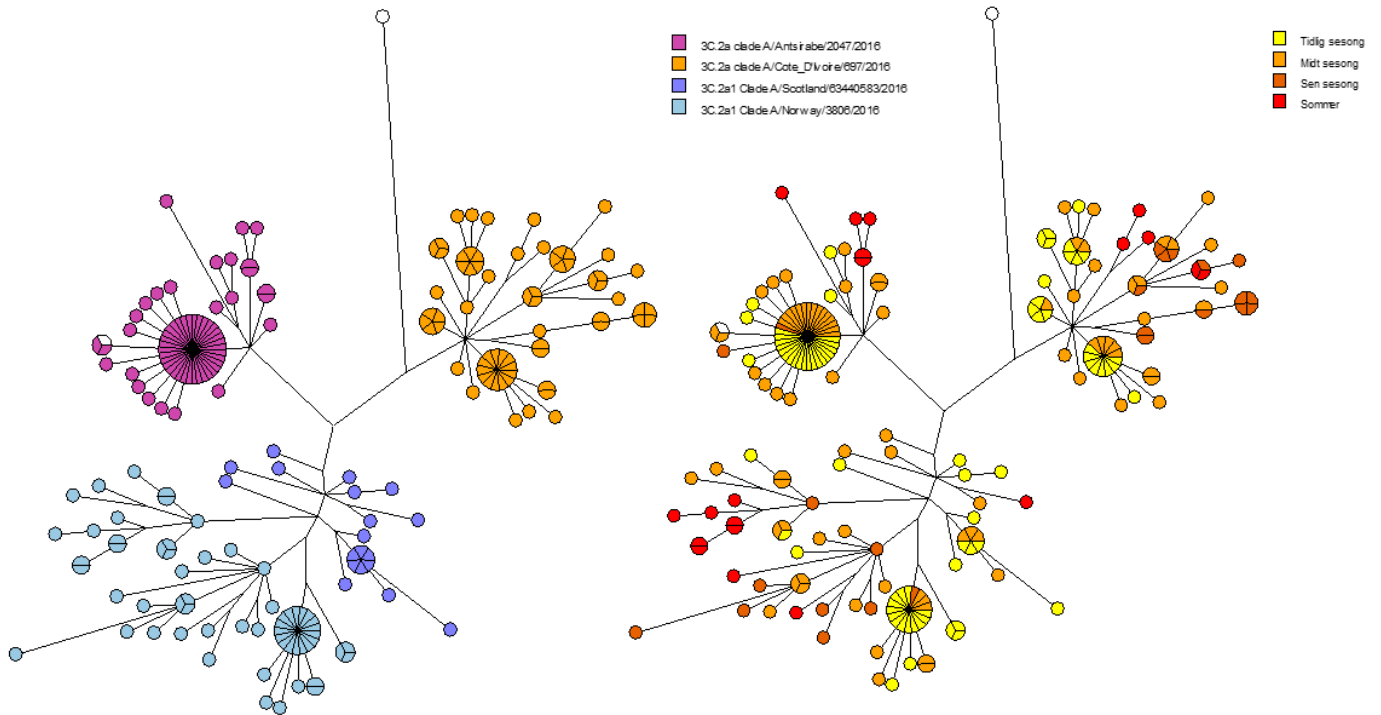 3C.2a clade A/Antsirabe/2047/2016
3C.2a clade A/Cote_D'Ivoire/697/2016
3C.2a1 Clade A/Scotland/63440583/2016
3C.2a1 Clade A/Norway/3806/2016
Tidlig sesong
Midt sesong
Sen sesong
Sommer